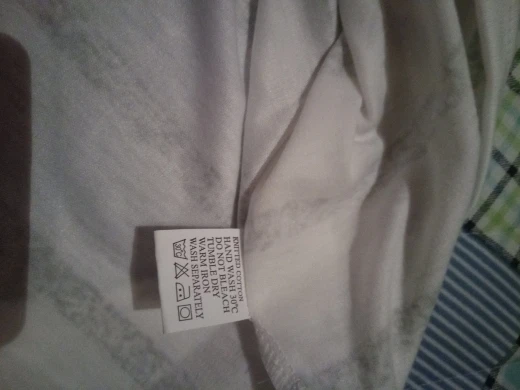 KNITTED COTTON
HAND WASH 30°C
DO NOT BLEACH
TUMBLE DRY
WARM IRON
WASH SEPARATELY